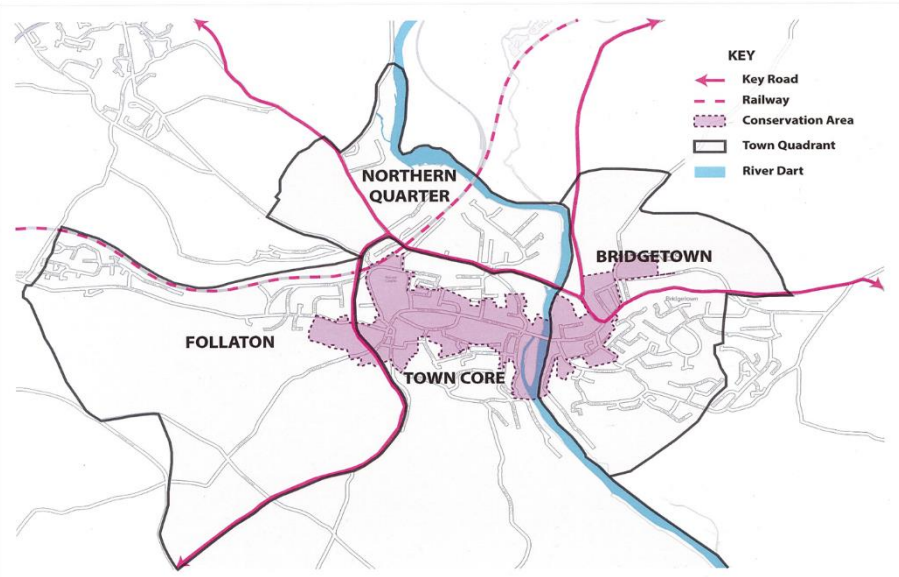 KEY
Key Road
Railway
Conservation Area
Town Quadrant
River Dart
NORTHERN
QUARTER
BRIDGETOWN
Bridgetown
FOLLATON
TOWN CORE